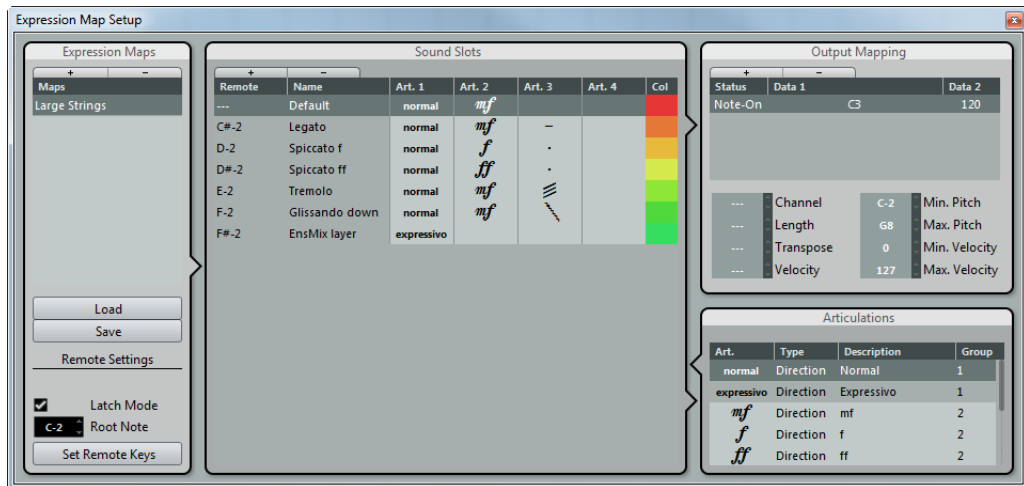 Expression Map Setup
Expression Maps
+ -
Maps
Large Strings
Load
Save
Remote Settings
Latch Mode
C-2 Root Note
Set Remote Keys
Sound Slots
+ -
Remote Name Art. 1 Art. 2 Art. 3 Art. 4 Col
--- Default normal mf
C#-2 Legato normal mf
D-2 Spiccato f normal f
D#-2 Spiccato ff normal ff
E-2 Tremolo normal mf
F-2 Glissando down normal mf
F#-2 EnsMix layer expressivo
Output Mapping
+ -
Status Data 1 Data 2
Note-On C3 120
--- Channel C-2 Min. Pitch
--- Length G8 Max. Pitch
--- Transpose 0 Min. Velocity
--- Velocity 127 Max. Velocity
Articulations
Art. Type Description Group
normal Direction Normal 1
expressivo Direction Expressivo 1
mf Direction mf 2
f Direction f 2
ff Direction ff 2